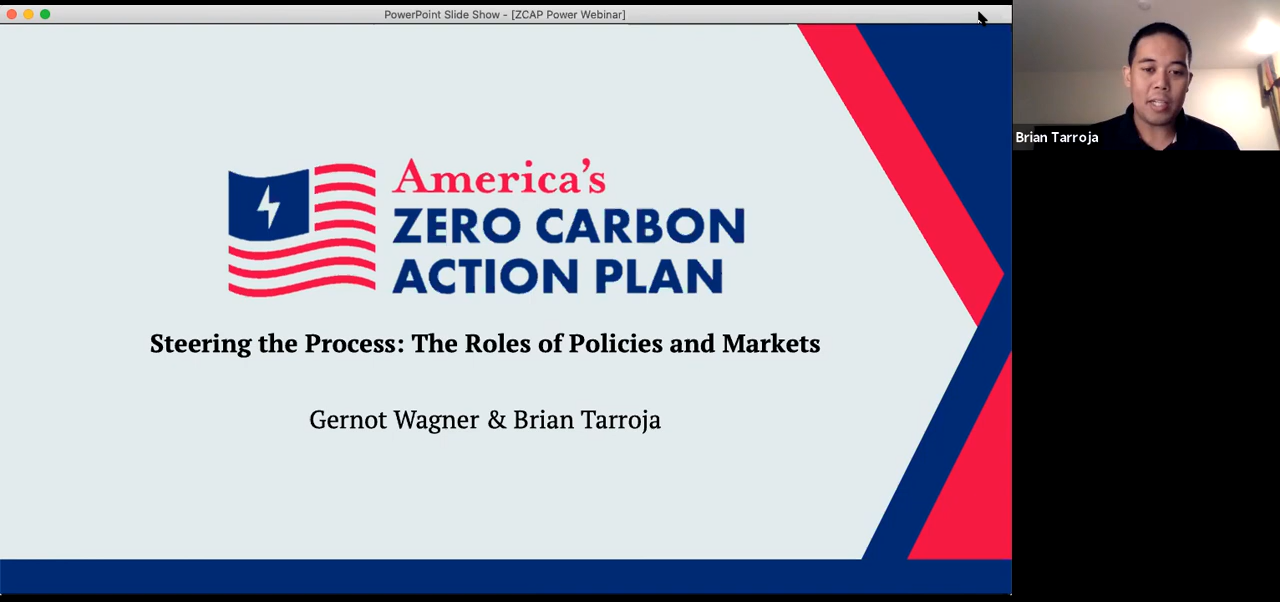 PowerPoint Slide Show - [ZCAP Power Webinar]
America's
ZERO CARBON
ACTION PLAN
Steering the Process: The Roles of Policies and Markets
Gernot Wagner & Brian Tarroja
Brian Tarroja